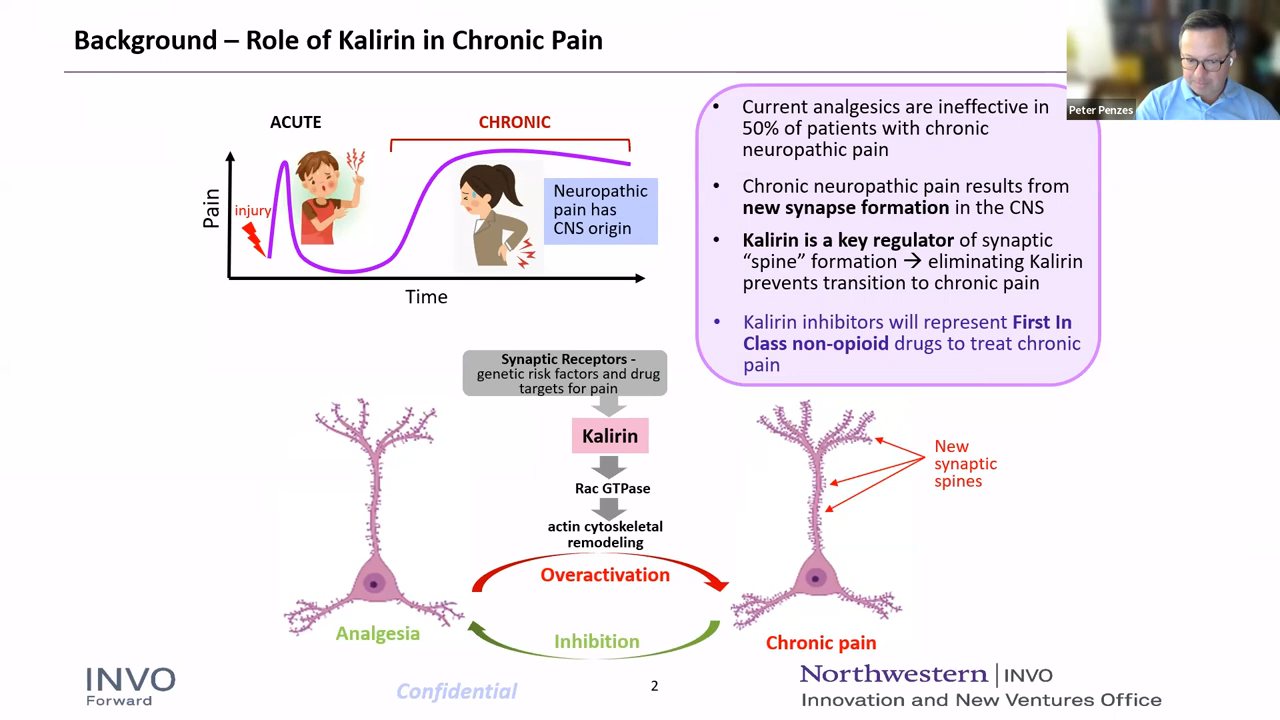 Background – Role of Kalirin in Chronic Pain
Peter Penzes
ACUTE
CHRONIC
Pain
injury
Neuropathic
pain has
CNS origin
Time
• Current analgesics are ineffective in
50% of patients with chronic
neuropathic pain
• Chronic neuropathic pain results from
new synapse formation in the CNS
• Kalirin is a key regulator of synaptic
“spine” formation → eliminating Kalirin
prevents transition to chronic pain
• Kalirin inhibitors will represent First In
Class non-opioid drugs to treat chronic
pain
Synaptic Receptors -
genetic risk factors and drug
targets for pain
Kalirin
Rac GTPase
actin cytoskeletal
remodeling
Overactivation
Inhibition
Analgesia
Chronic pain
New
synaptic
spines
INVO
Forward
Confidential
2
Northwestern | INVO
Innovation and New Ventures Office